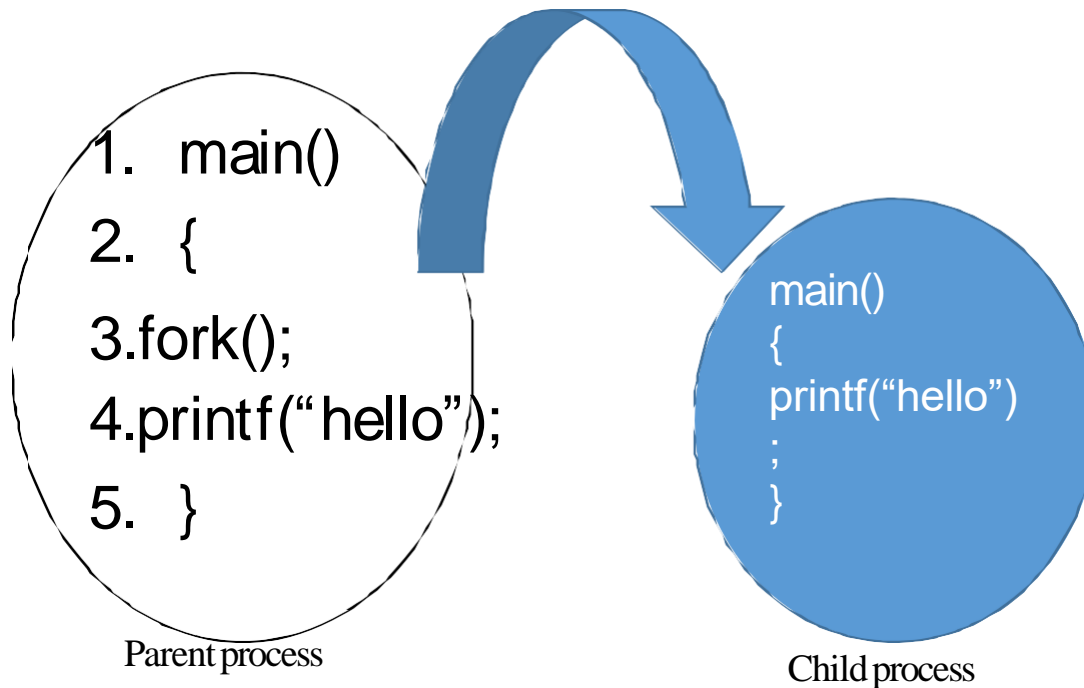 1. main()
2. {
3.fork();
4.printf(“hello”);
5. }
Parent process
main()
{
printf(“hello”)
;
}
Child process